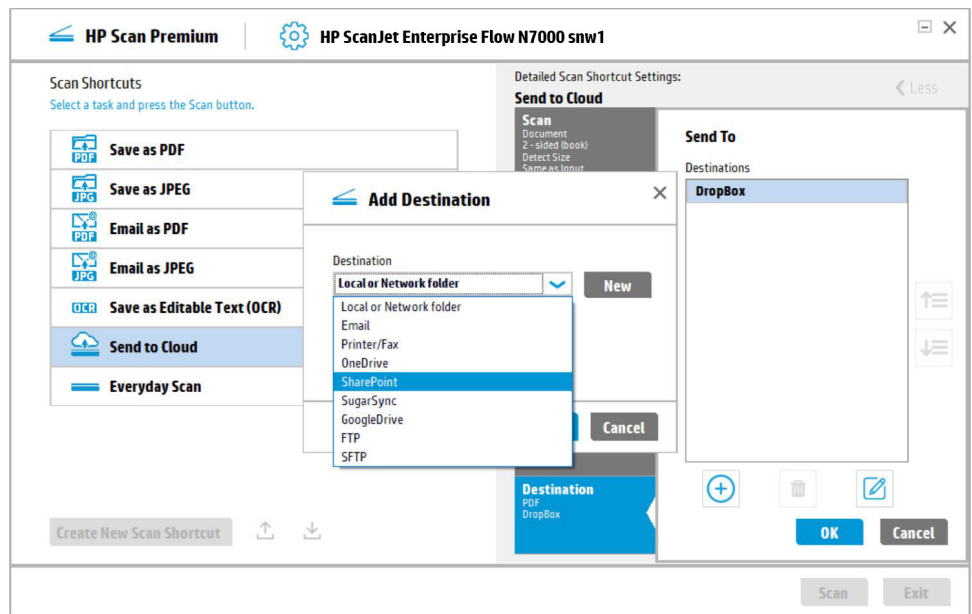 HP Scan Premium
HP ScanJet Enterprise Flow N7000 snw1
Scan Shortcuts
Select a task and press the Scan button.
PDF
Save as PDF
JPG
Save as JPEG
PDF
Email as PDF
JPG
Email as JPEG
OCR
Save as Editable Text (OCR)
Send to Cloud
Everyday Scan
Create New Scan Shortcut
Detailed Scan Shortcut Settings:
Send to Cloud
Less
Scan
Document
2-sided (book)
Detect Size
Same as Input
Add Destination
Destination
Local or Network folder
New
Local or Network folder
Email
Printer/Fax
OneDrive
SharePoint
SugarSync
GoogleDrive
FTP
SFTP
Cancel
Destination
PDF
DropBox
Send To
Destinations
DropBox
OK
Cancel
Scan
Exit